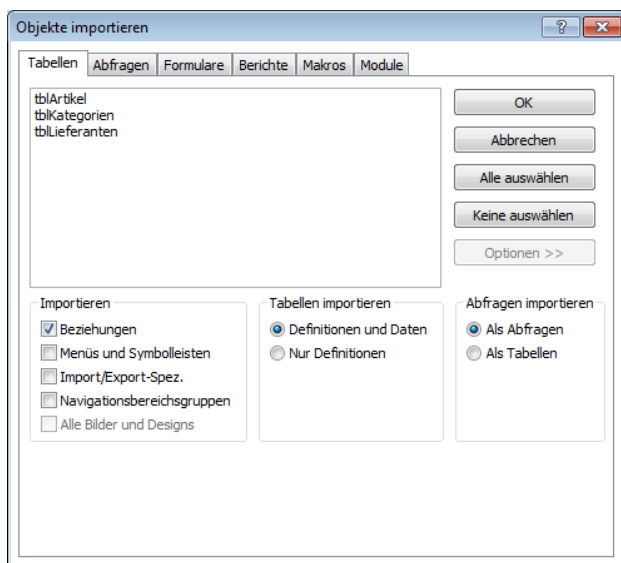 Objekte importieren
Tabellen Abfragen Formulare Berichte Makros Module
tblArtikel
tblKategorien
tblLieferanten
OK
Abbrechen
Alle auswählen
Keine auswählen
Optionen >>
Importieren
Beziehungen
Menüs und Symbolleisten
Import/Export-Spez.
Navigationsbereichsgruppen
Alle Bilder und Designs
Tabellen importieren
Definitionen und Daten
Nur Definitionen
Abfragen importieren
Als Abfragen
Als Tabellen